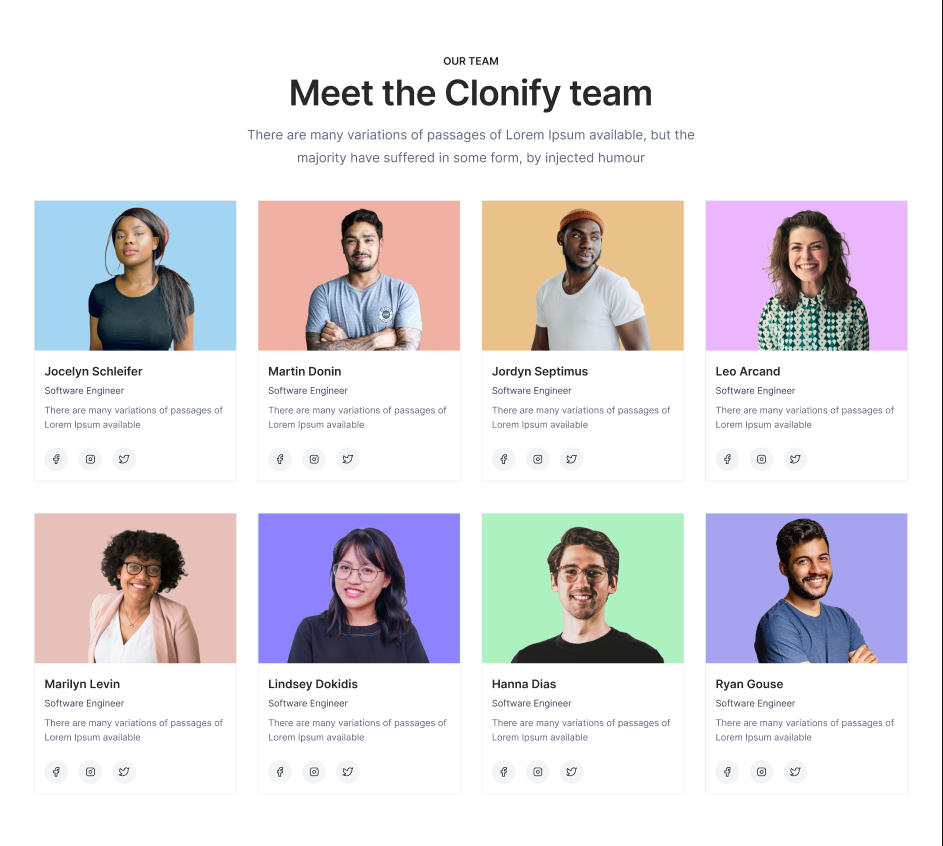 OUR TEAM
Meet the Clonify team
There are many variations of passages of Lorem Ipsum available, but the
majority have suffered in some form, by injected humour
Jocelyn Schleifer
Software Engineer
There are many variations of passages of
Lorem Ipsum available
Martin Donin
Software Engineer
There are many variations of passages of
Lorem Ipsum available
Jordyn Septimus
Software Engineer
There are many variations of passages of
Lorem Ipsum available
Leo Arcand
Software Engineer
There are many variations of passages of
Lorem Ipsum available
Marilyn Levin
Software Engineer
There are many variations of passages of
Lorem Ipsum available
Lindsey Dokidis
Software Engineer
There are many variations of passages of
Lorem Ipsum available
Hanna Dias
Software Engineer
There are many variations of passages of
Lorem Ipsum available
Ryan Gouse
Software Engineer
There are many variations of passages of
Lorem Ipsum available